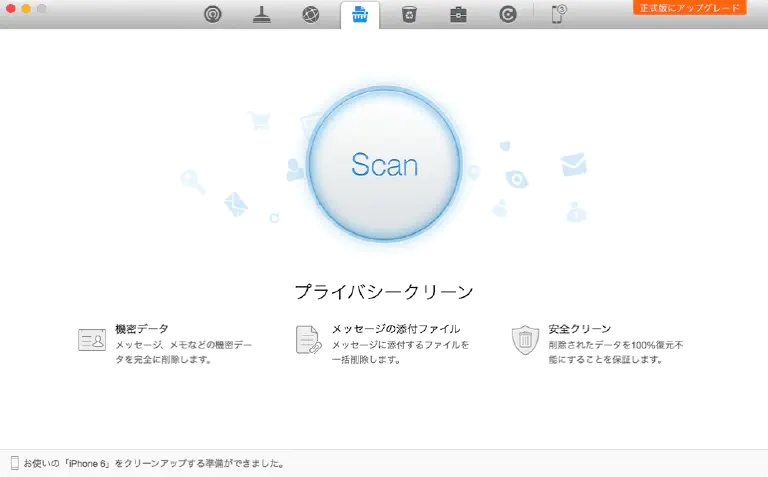 正式版にアップグレード
3
Scan
プライバシークリーン
機密データ
メッセージ、メモなどの機密デー
タを完全に削除します。
メッセージの添付ファイル
メッセージに添付するファイルを
一括削除します。
安全クリーン
削除されたデータを100%復元不
能にすることを保証します。
お使いの「iPhone 6」をクリーンアップする準備ができました。